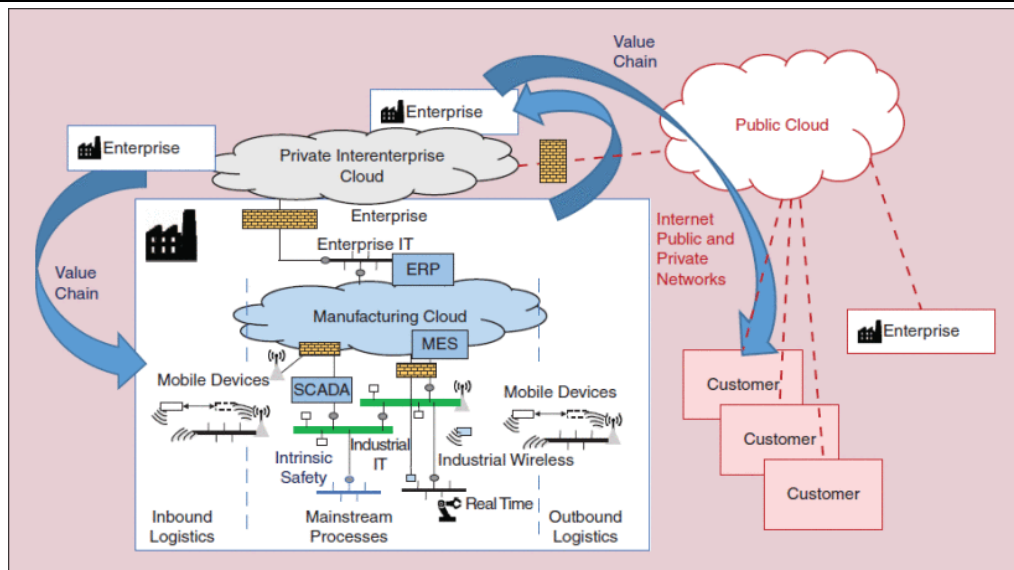 Value
Chain
Enterprise
Public Cloud
Enterprise
Private Interenterprise
Cloud
Enterprise
Enterprise IT
ERP
Internet
Public and
Private
Networks
Value
Chain
Manufacturing Cloud
MES
Enterprise
Mobile Devices
SCADA
Mobile Devices
Customer
Intrinsic
Safety
Industrial
IT
Industrial Wireless
Customer
Real Time
Customer
Inbound
Logistics
Mainstream
Processes
Outbound
Logistics